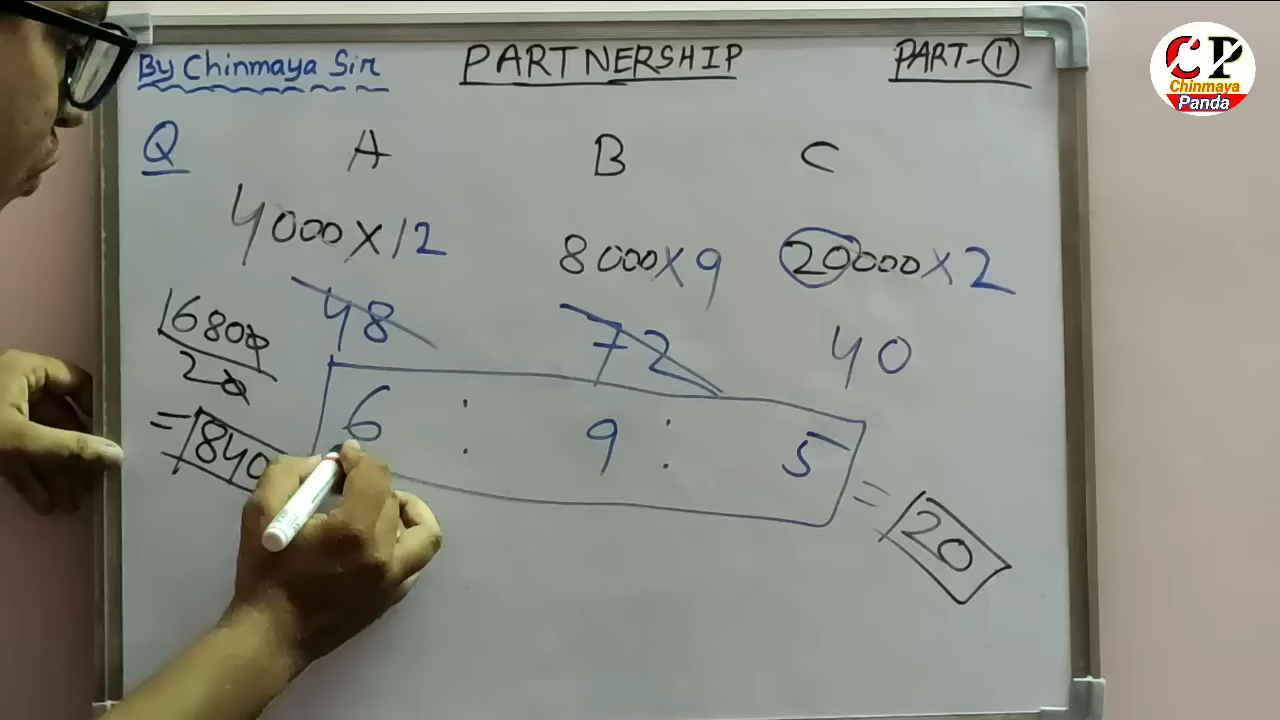 By Chinmaya Sir PARTNERSHIP PART-①
CP
Chinmaya
Panda
Q A B C
4000×12 8000×9 20000×2
48 72 40
16800
20
= 840
6 : 9 : 5 = 20